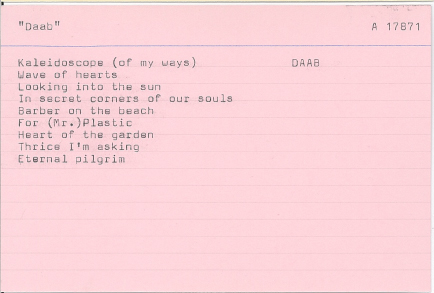 "Daab" A 17871
Kaleidoscope (of my ways) DAAB
Wave of hearts
Looking into the sun
In secret corners of our souls
Barber on the beach
For (Mr.)Plastic
Heart of the garden
Thrice I'm asking
Eternal pilgrim